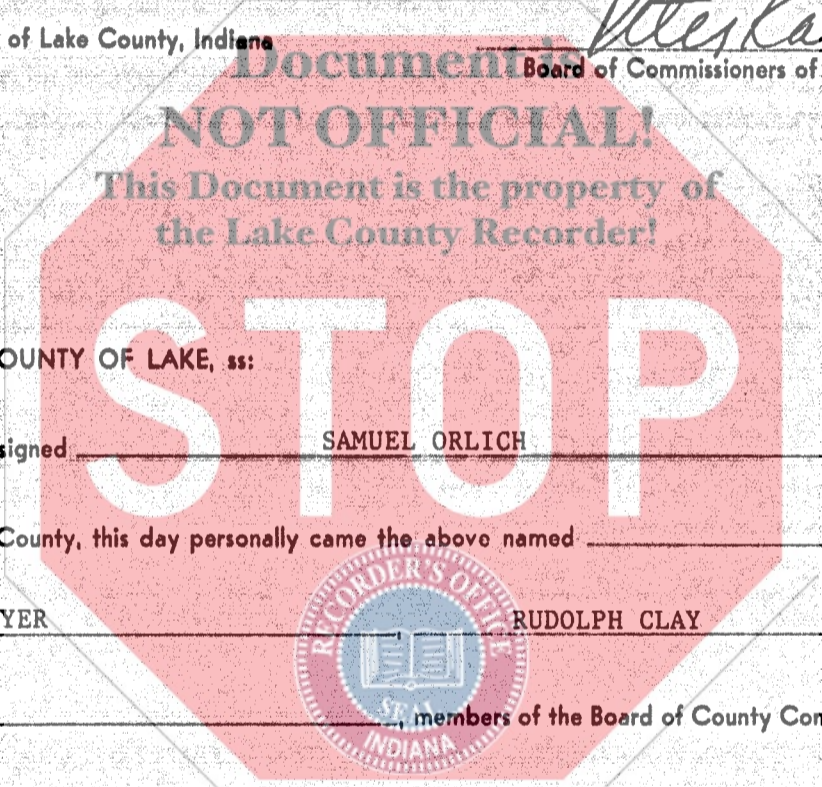 of Lake County, Indiana
Board of Commissioners of
Document is
NOT OFFICIAL!
This Document is the property of
the Lake County Recorder!
STOP
OUNTY OF LAKE, ss:
signed SAMUEL ORLICH
County, this day personally came the above named
YER , RUDOLPH CLAY
, members of the Board of County Con
RECORDER'S OFFICE
SEAL
INDIANA